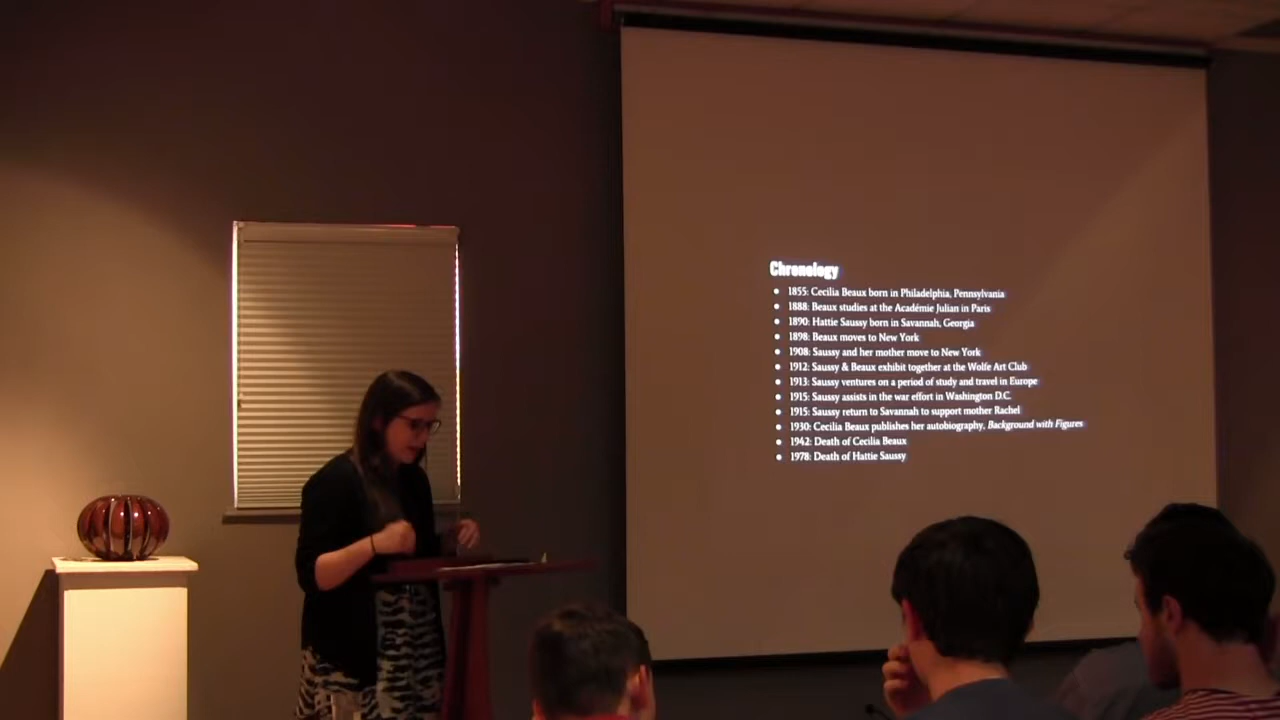 Chronology
• 1855: Cecilia Beaux born in Philadelphia, Pennsylvania
• 1888: Beaux studies at the Académie Julian in Paris
• 1890: Hattie Saussy born in Savannah, Georgia
• 1898: Beaux moves to New York
• 1908: Saussy and her mother move to New York
• 1912: Saussy & Beaux exhibit together at the Wolfe Art Club
• 1913: Saussy ventures on a period of study and travel in Europe
• 1915: Saussy assists in the war effort in Washington D.C.
• 1915: Saussy return to Savannah to support mother Rachel
• 1930: Cecilia Beaux publishes her autobiography, Background with Figures
• 1942: Death of Cecilia Beaux
• 1978: Death of Hattie Saussy